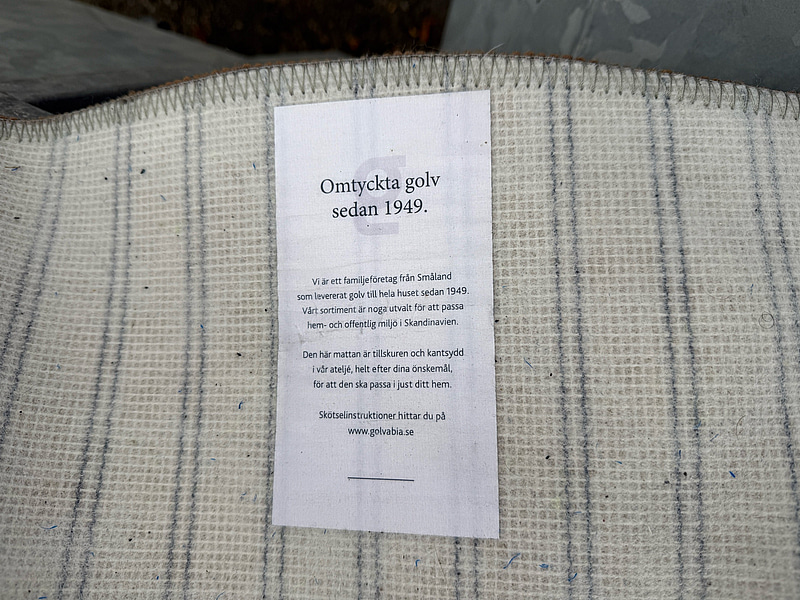 Omtyckta golv
sedan 1949.
Vi är ett familjeföretag från Småland
som levererat golv till hela huset sedan 1949.
Vårt sortiment är noga utvalt för att passa
hem- och offentlig miljö i Skandinavien.
Den här mattan är tillskuren och kantsydd
i vår ateljé, helt efter dina önskemål,
för att den ska passa i just ditt hem.
Skötselinstruktioner hittar du på
www.golvabia.se